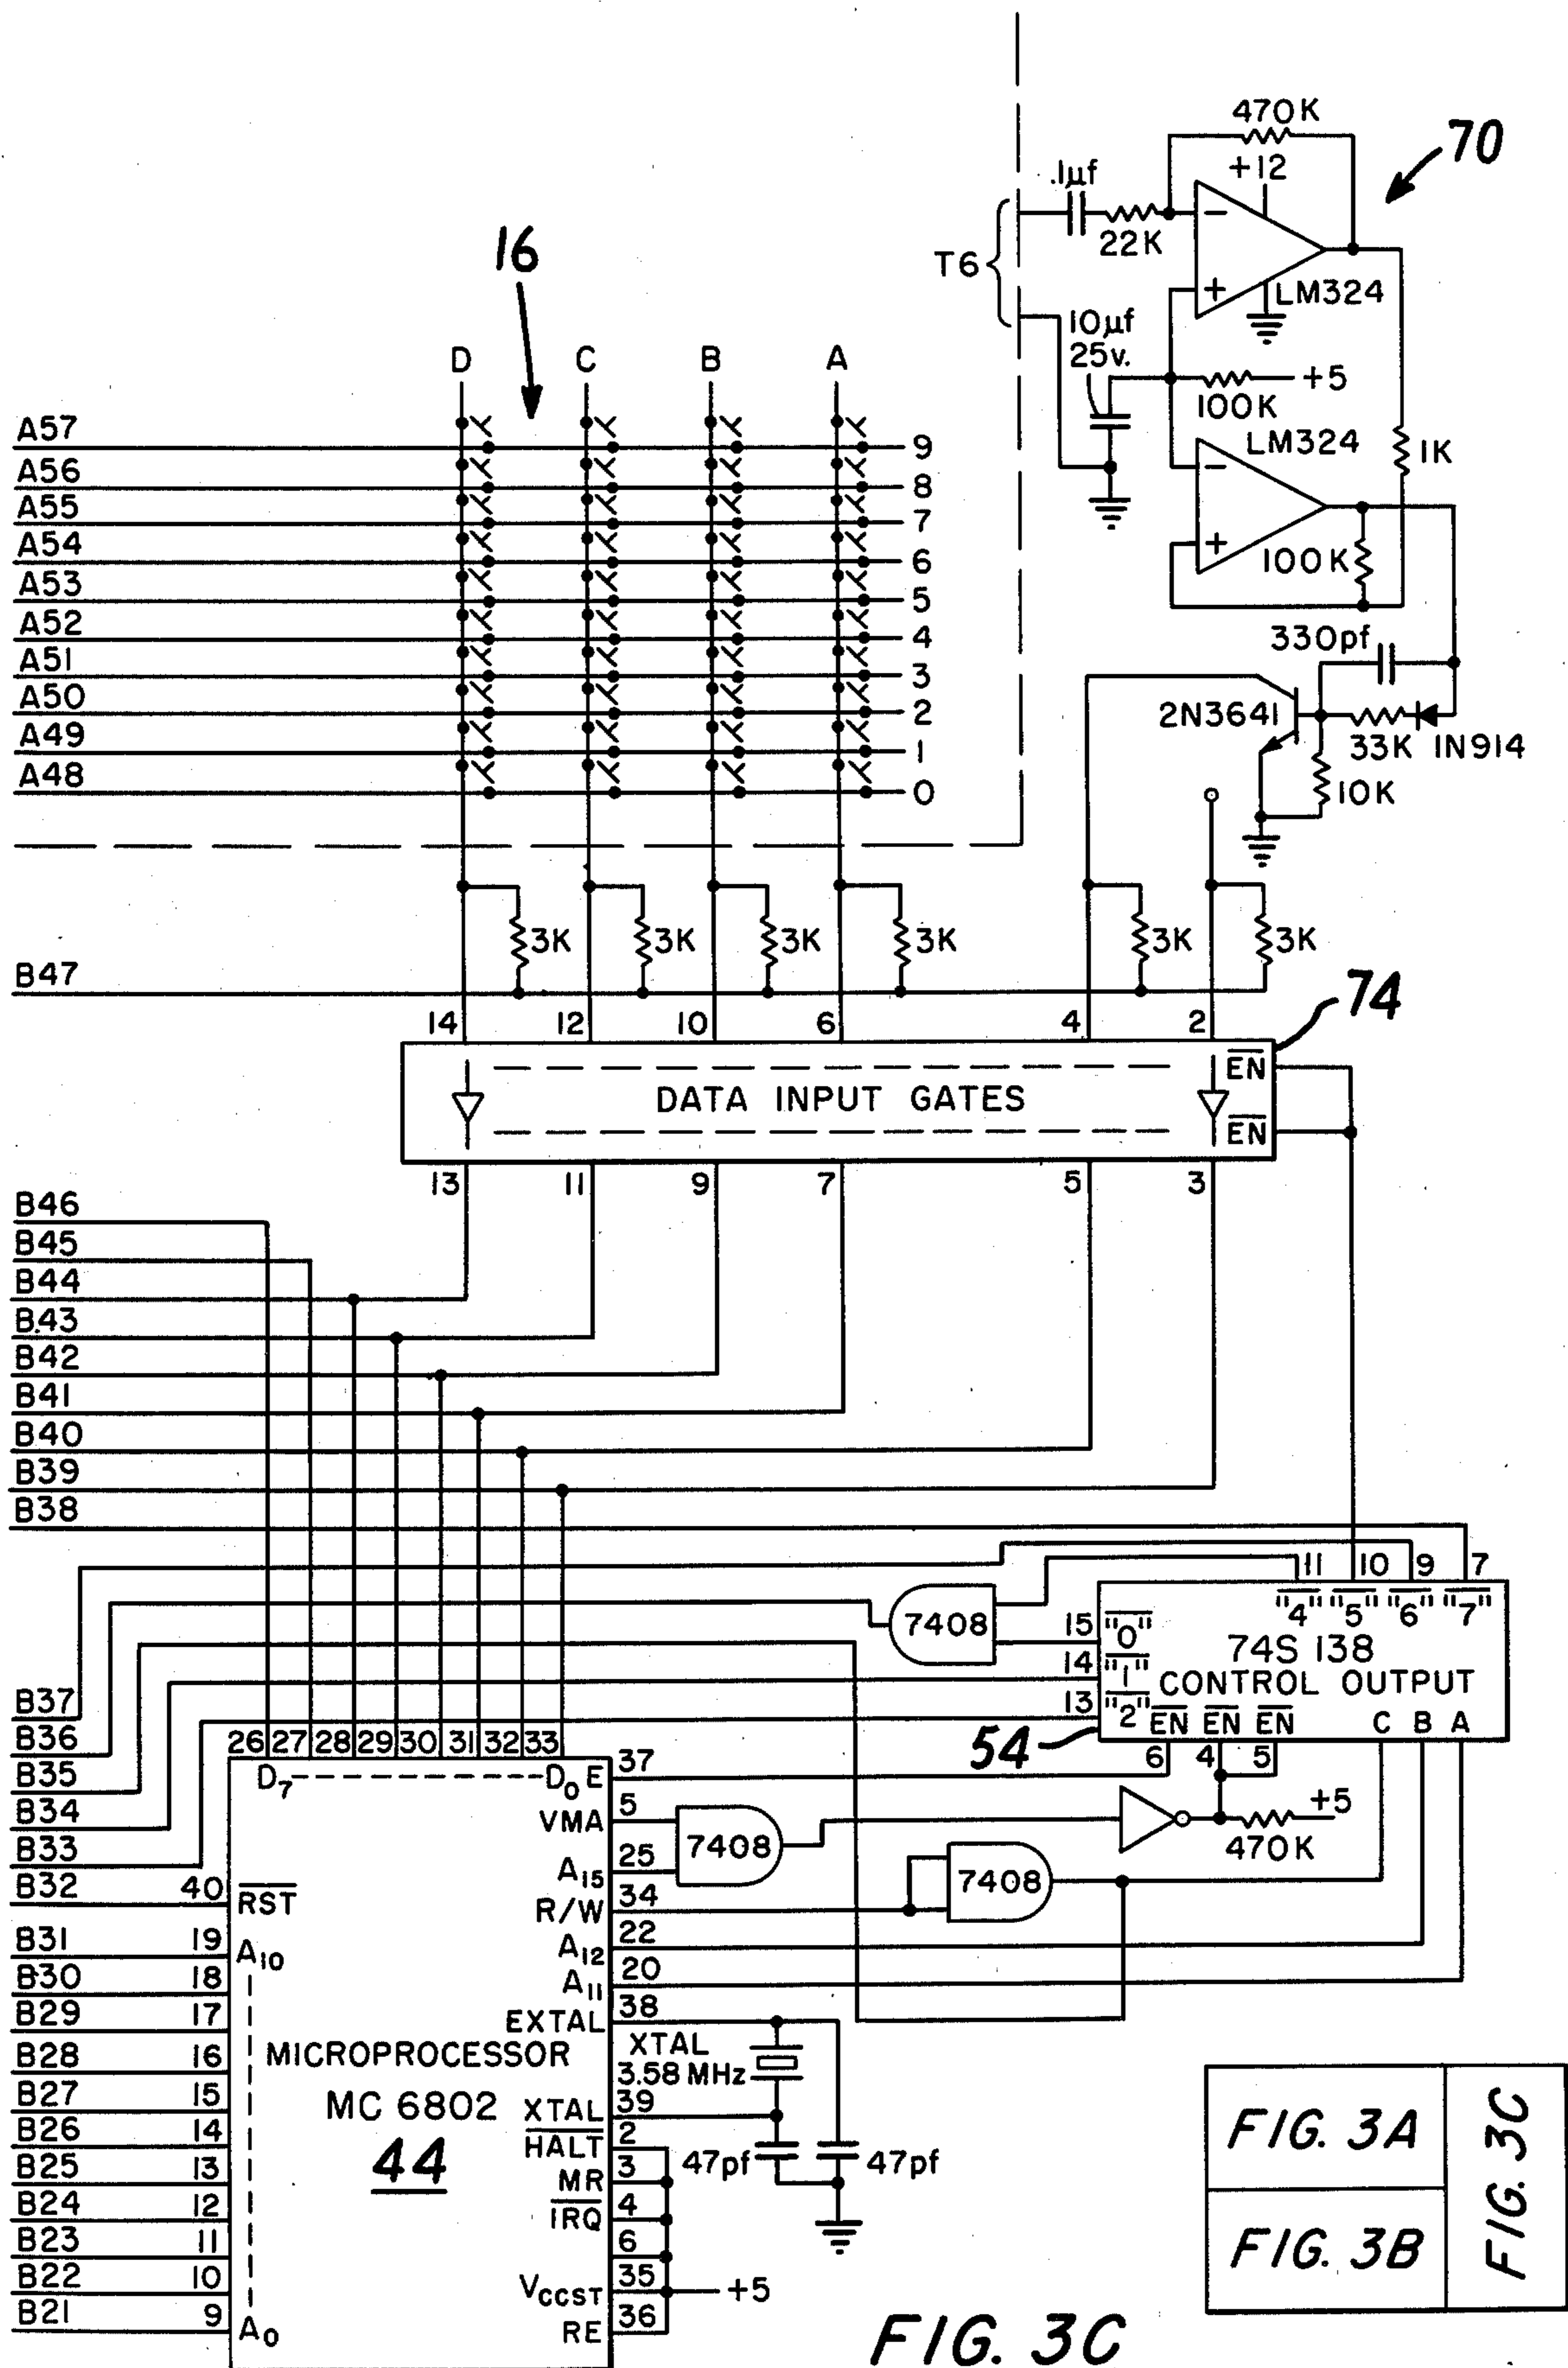 470K
70
+12
.1µf
16
−
22K
T6
+
LM324
10µf
25v.
D C B A
+5
100K
A57 9
LM324
1K
A56 8
−
A55 7
A54 6
+
100K
A53 5
A52 4
330pf
A51 3
A50 2
2N3641
A49 1
33K 1N914
A48 0
10K
3K 3K 3K 3K 3K 3K
B47
74
14 12 10 6 4 2
EN
DATA INPUT GATES
EN
13 11 9 7 5 3
B46
B45
B44
B.43
B42
B41
B40
B39
B38
11 10 9 7
"4" "5" "6" "7"
7408
15 "0"
74S 138
14 "1"
CONTROL OUTPUT
B37
13 "2"
EN EN EN C B A
B36
26 27 28 29 30 31 32 33
54
6 4 5
B35
D7 D0 E 37
B34
VMA 5
7408
+5
470K
B33
A15 25
7408
B32 40 RST
R/W 34
B31 19 A10
A12 22
B30 18
A11 20
B29 17
EXTAL 38
B28 16
MICROPROCESSOR
XTAL
3.58 MHz
B27 15
MC 6802
XTAL 39
B26 14
HALT 2
44
47pf 47pf
B25 13
MR 3
B24 12
IRQ 4
B23 11
6
B22 10
VCCST 35
+5
B21 9 A0
RE 36
FIG. 3A
FIG. 3B
FIG. 3C
FIG. 3C